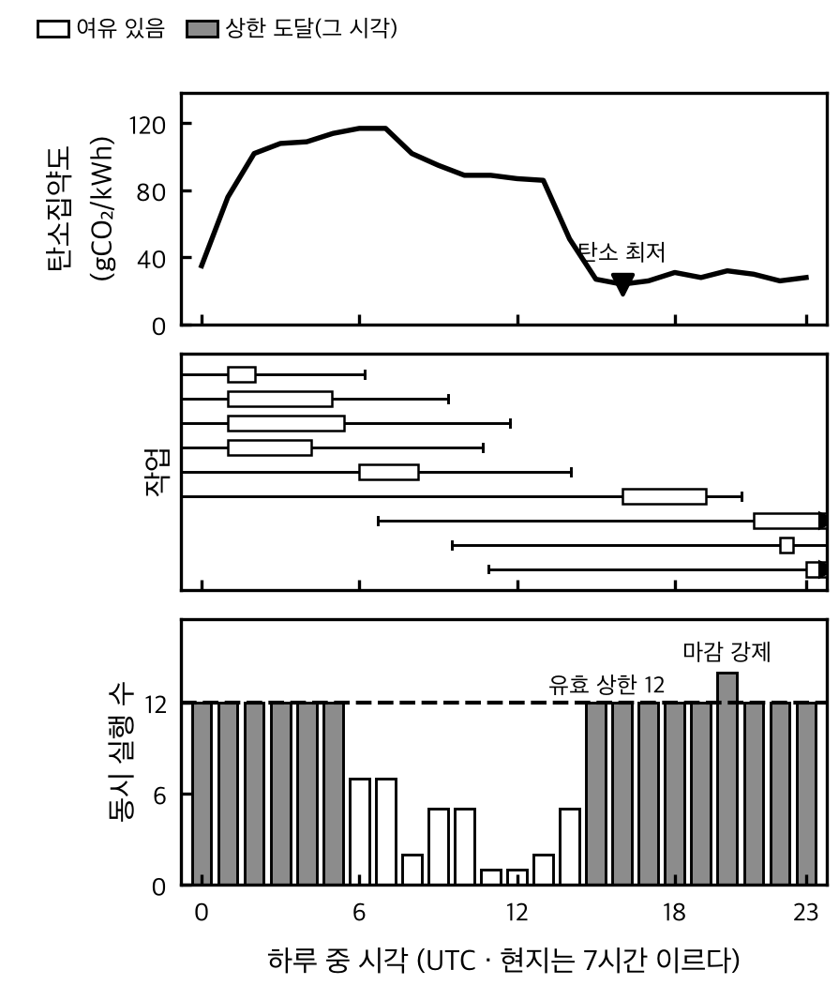 여유 있음 상한 도달(그 시각)
탄소집약도
(gCO₂/kWh)
120
80
40
0
탄소 최저
작업
동시 실행 수
12
6
0
마감 강제
유효 상한 12
0 6 12 18 23
하루 중 시각 (UTC · 현지는 7시간 이르다)